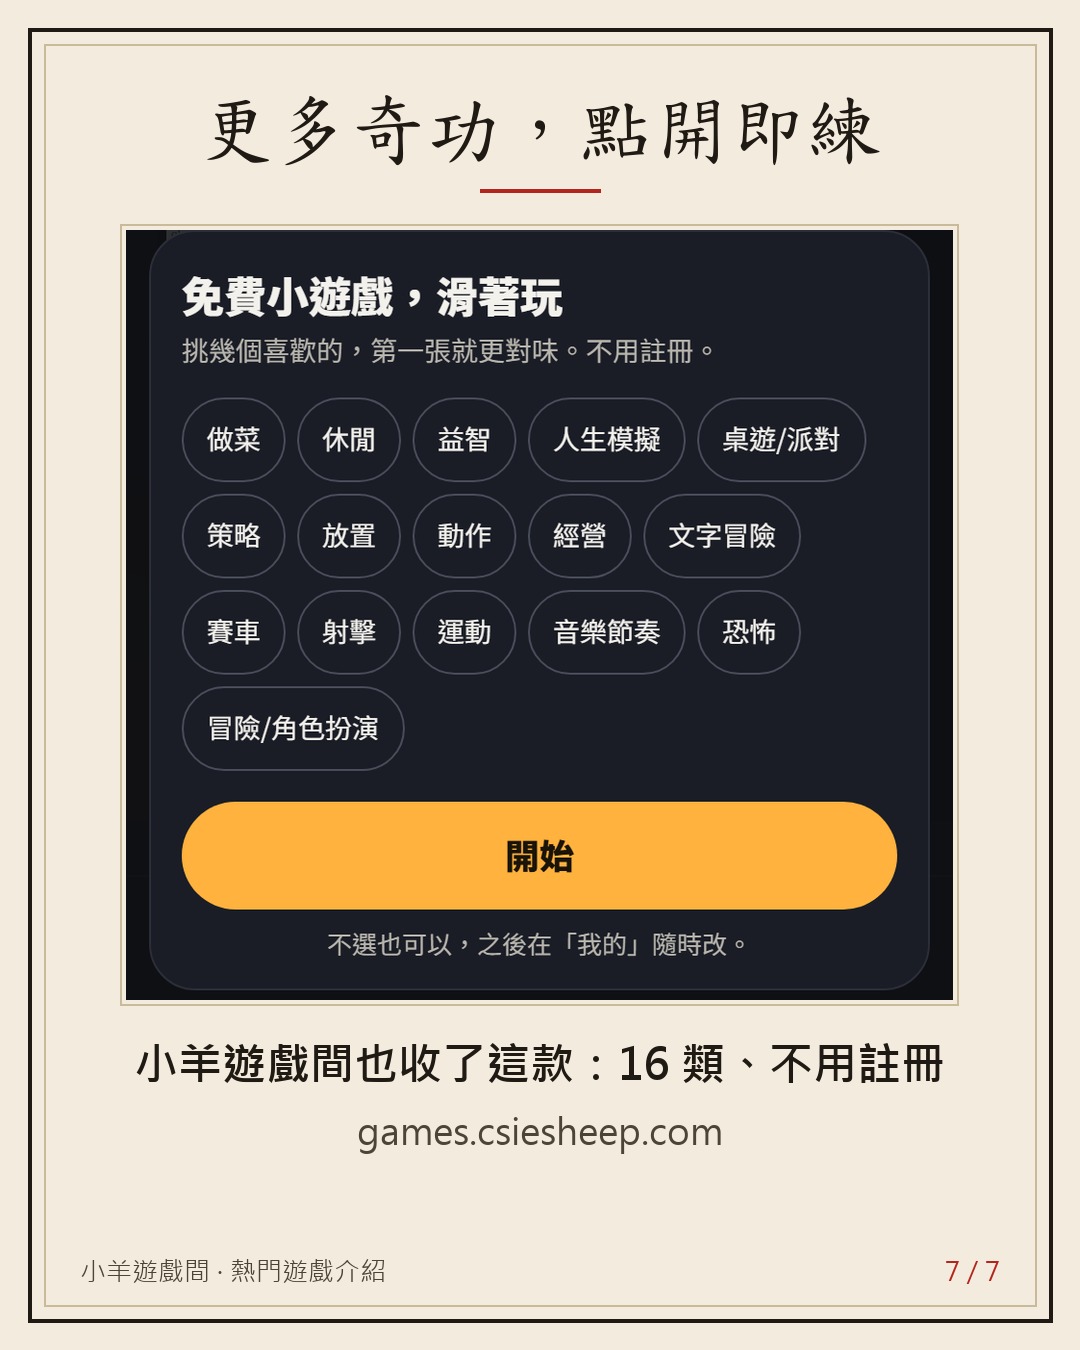 更多奇功，點開即練
免費小遊戲，滑著玩
挑幾個喜歡的，第一張就更對味。不用註冊。
做菜 休閒 益智 人生模擬 桌遊/派對
策略 放置 動作 經營 文字冒險
賽車 射擊 運動 音樂節奏 恐怖
冒險/角色扮演
開始
不選也可以，之後在「我的」隨時改。
小羊遊戲間也收了這款：16 類、不用註冊
games.csiesheep.com
小羊遊戲間 · 熱門遊戲介紹
7 / 7